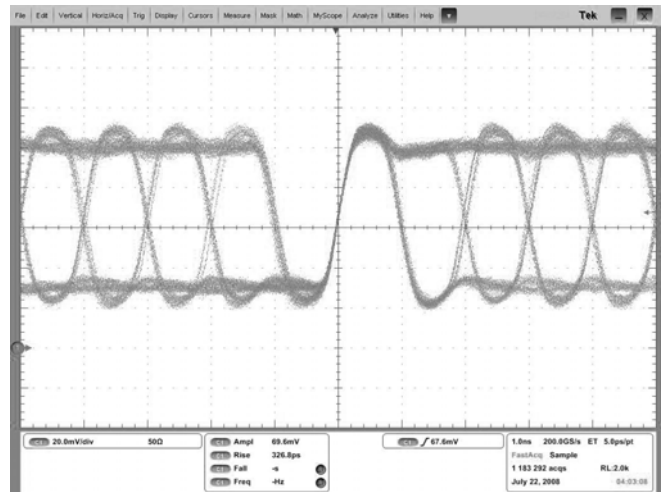 File Edit Vertical Horiz/Acq Trig Display Cursors Measure Mask Math MyScope Analyze Utilities Help Tek X
C1 20.0mV/div 50Ω
C1 Ampl 69.6mV
C1 Rise 326.8ps
C1 Fall -s
C1 Freq -Hz
C1 67.6mV
1.0ns 200.0GS/s ET 5.0ps/pt
FastAcq Sample
1 183 292 acqs RL:2.0k
July 22, 2008 04:03:08